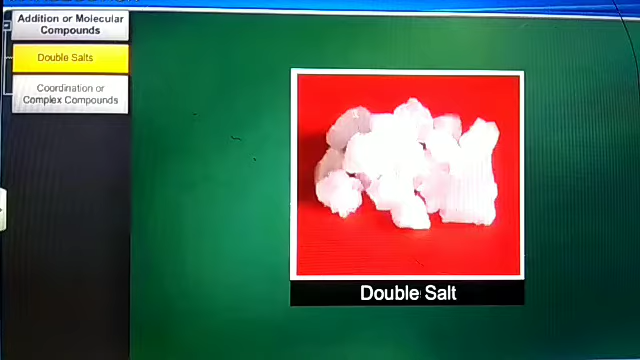 Addition or Molecular
Compounds
Double Salts
Coordination or
Complex Compounds
Double Salt